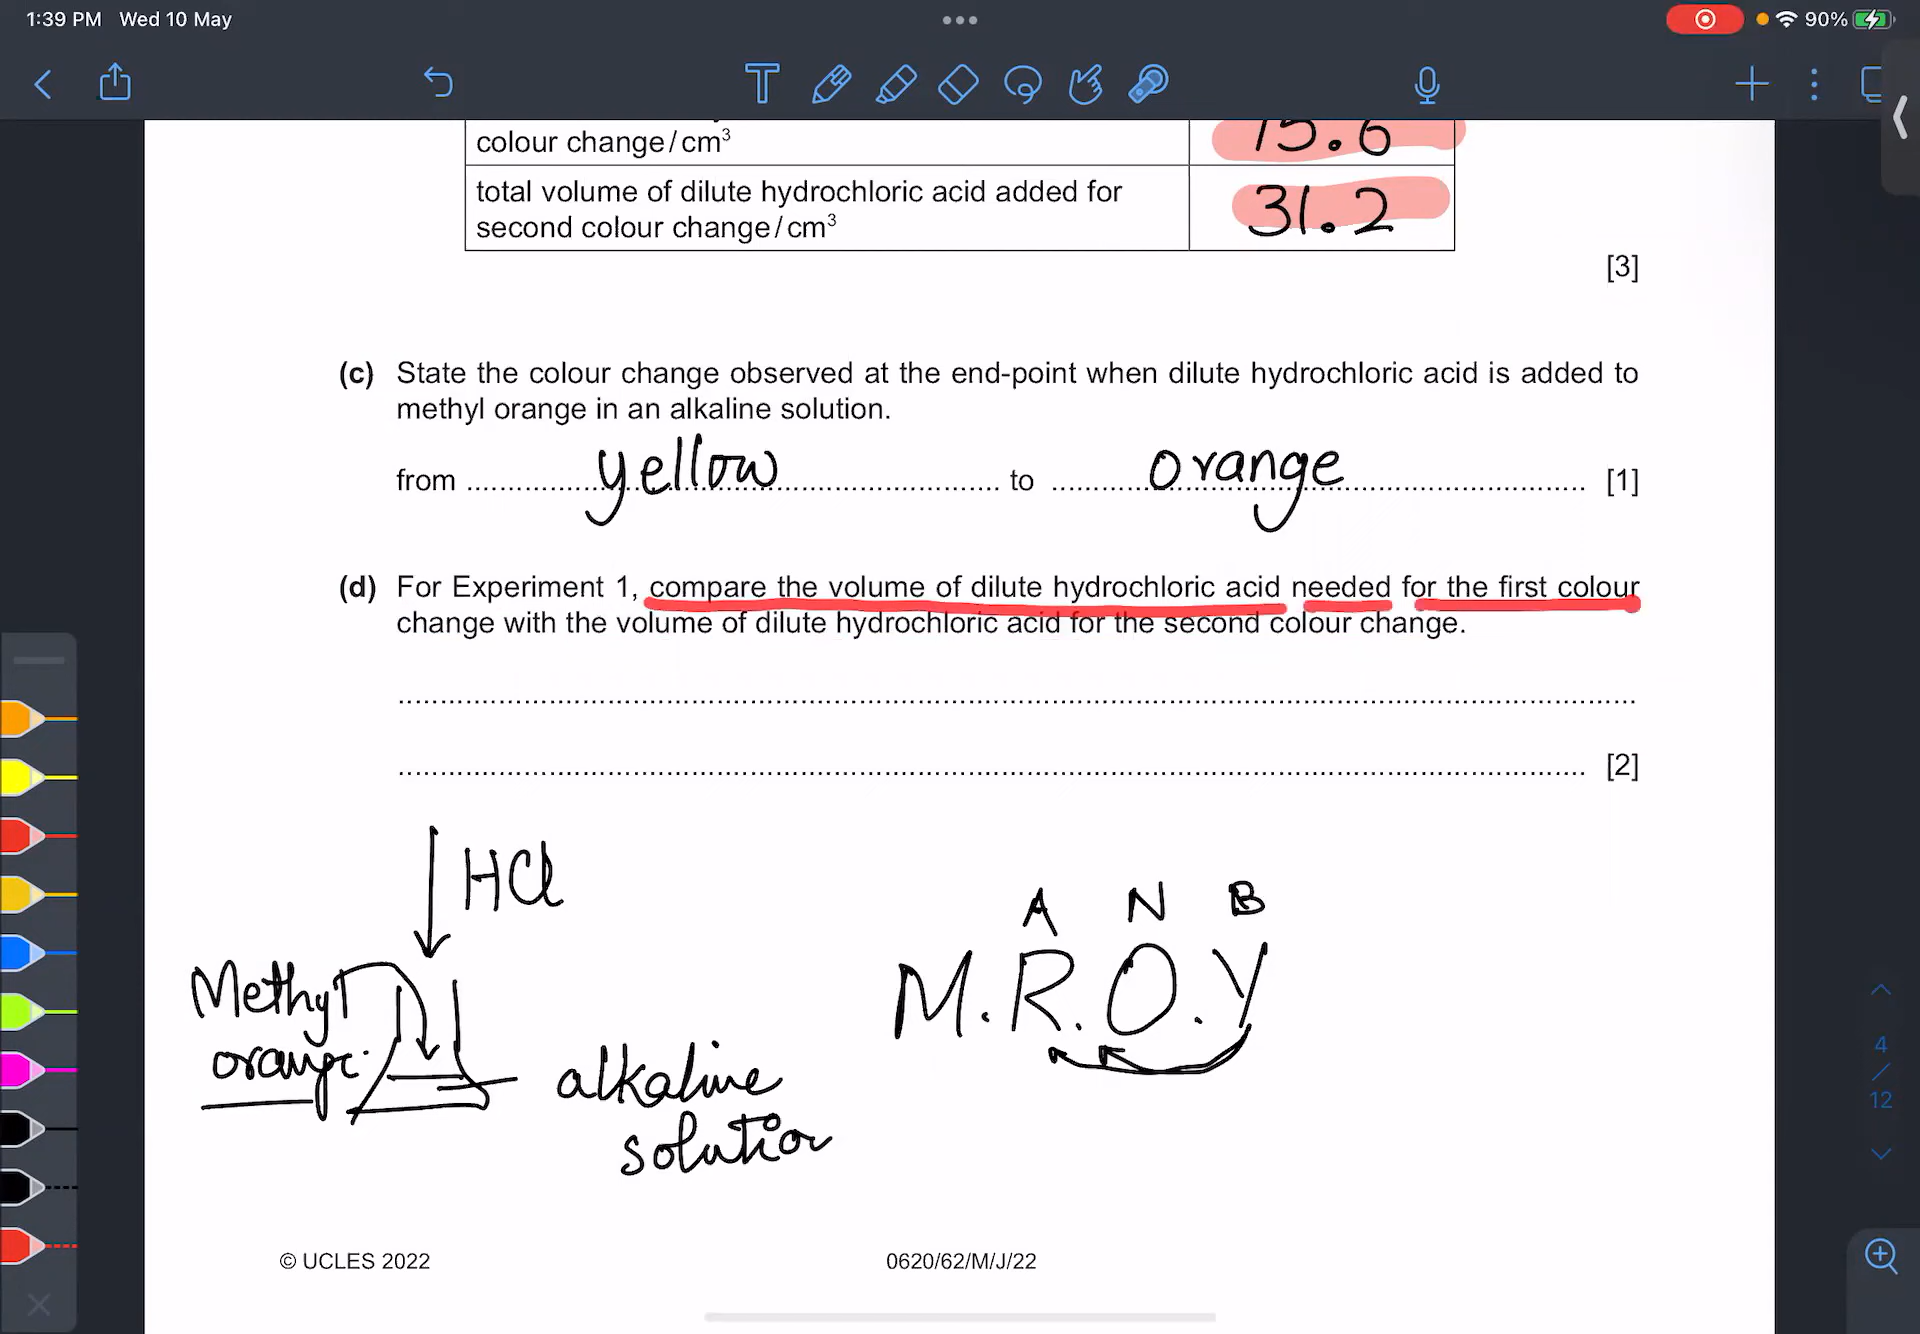 1:39 PM Wed 10 May
90%
colour change/cm³
15.6
total volume of dilute hydrochloric acid added for
second colour change/cm³
31.2
[3]
(c) State the colour change observed at the end-point when dilute hydrochloric acid is added to
methyl orange in an alkaline solution.
from yellow to orange [1]
(d) For Experiment 1, compare the volume of dilute hydrochloric acid needed for the first colour
change with the volume of dilute hydrochloric acid for the second colour change.
[2]
HCl
A N B
M.R.O.Y
Methyl
orange
alkaline
solution
4
/
12
© UCLES 2022
0620/62/M/J/22